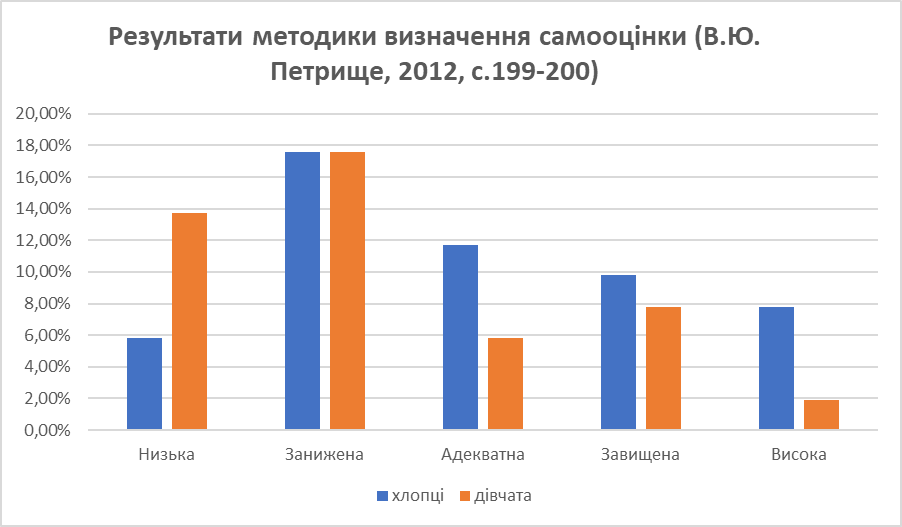 Результати методики визначення самооцінки (В.Ю.
Петрище, 2012, с.199-200)
20,00%
18,00%
16,00%
14,00%
12,00%
10,00%
8,00%
6,00%
4,00%
2,00%
0,00%
Низька Занижена Адекватна Завищена Висока
хлопці дівчата